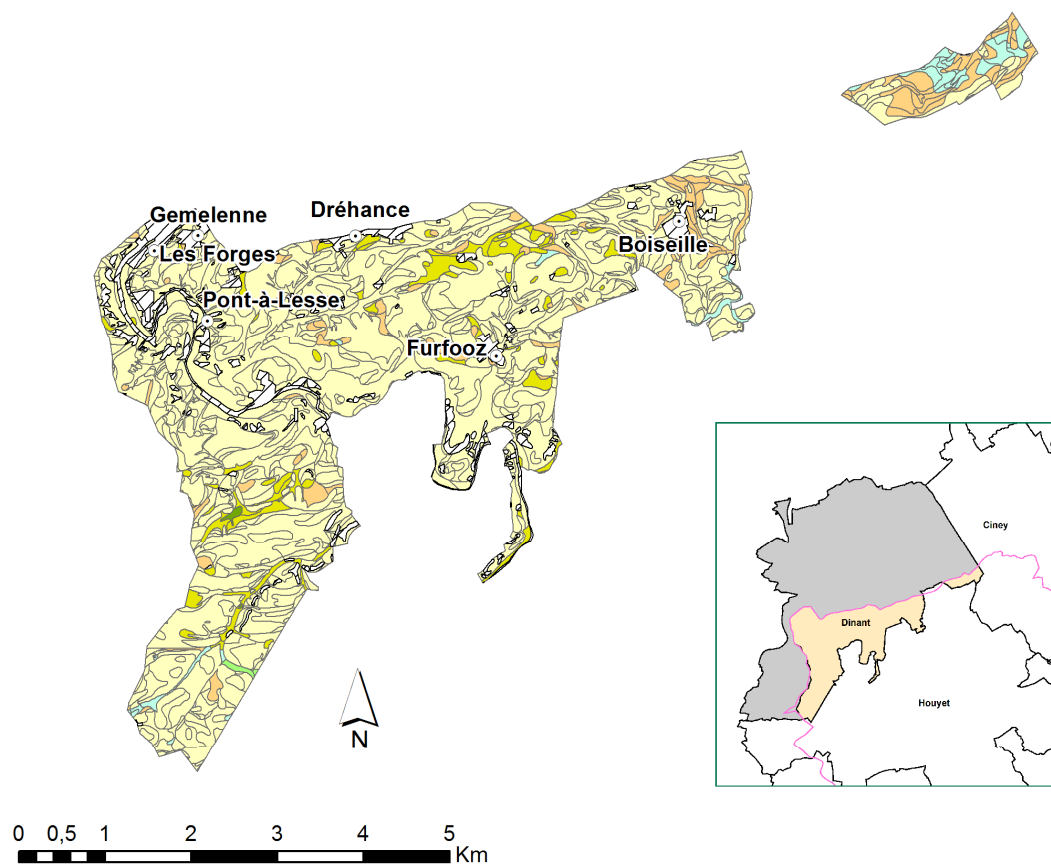 Gemelenne
Dréhance
Les Forges
Boiseille
Pont-à-Lesse
Furfooz
Ciney
Dinant
Houyet
N
0 0,5 1 2 3 4 5
Km